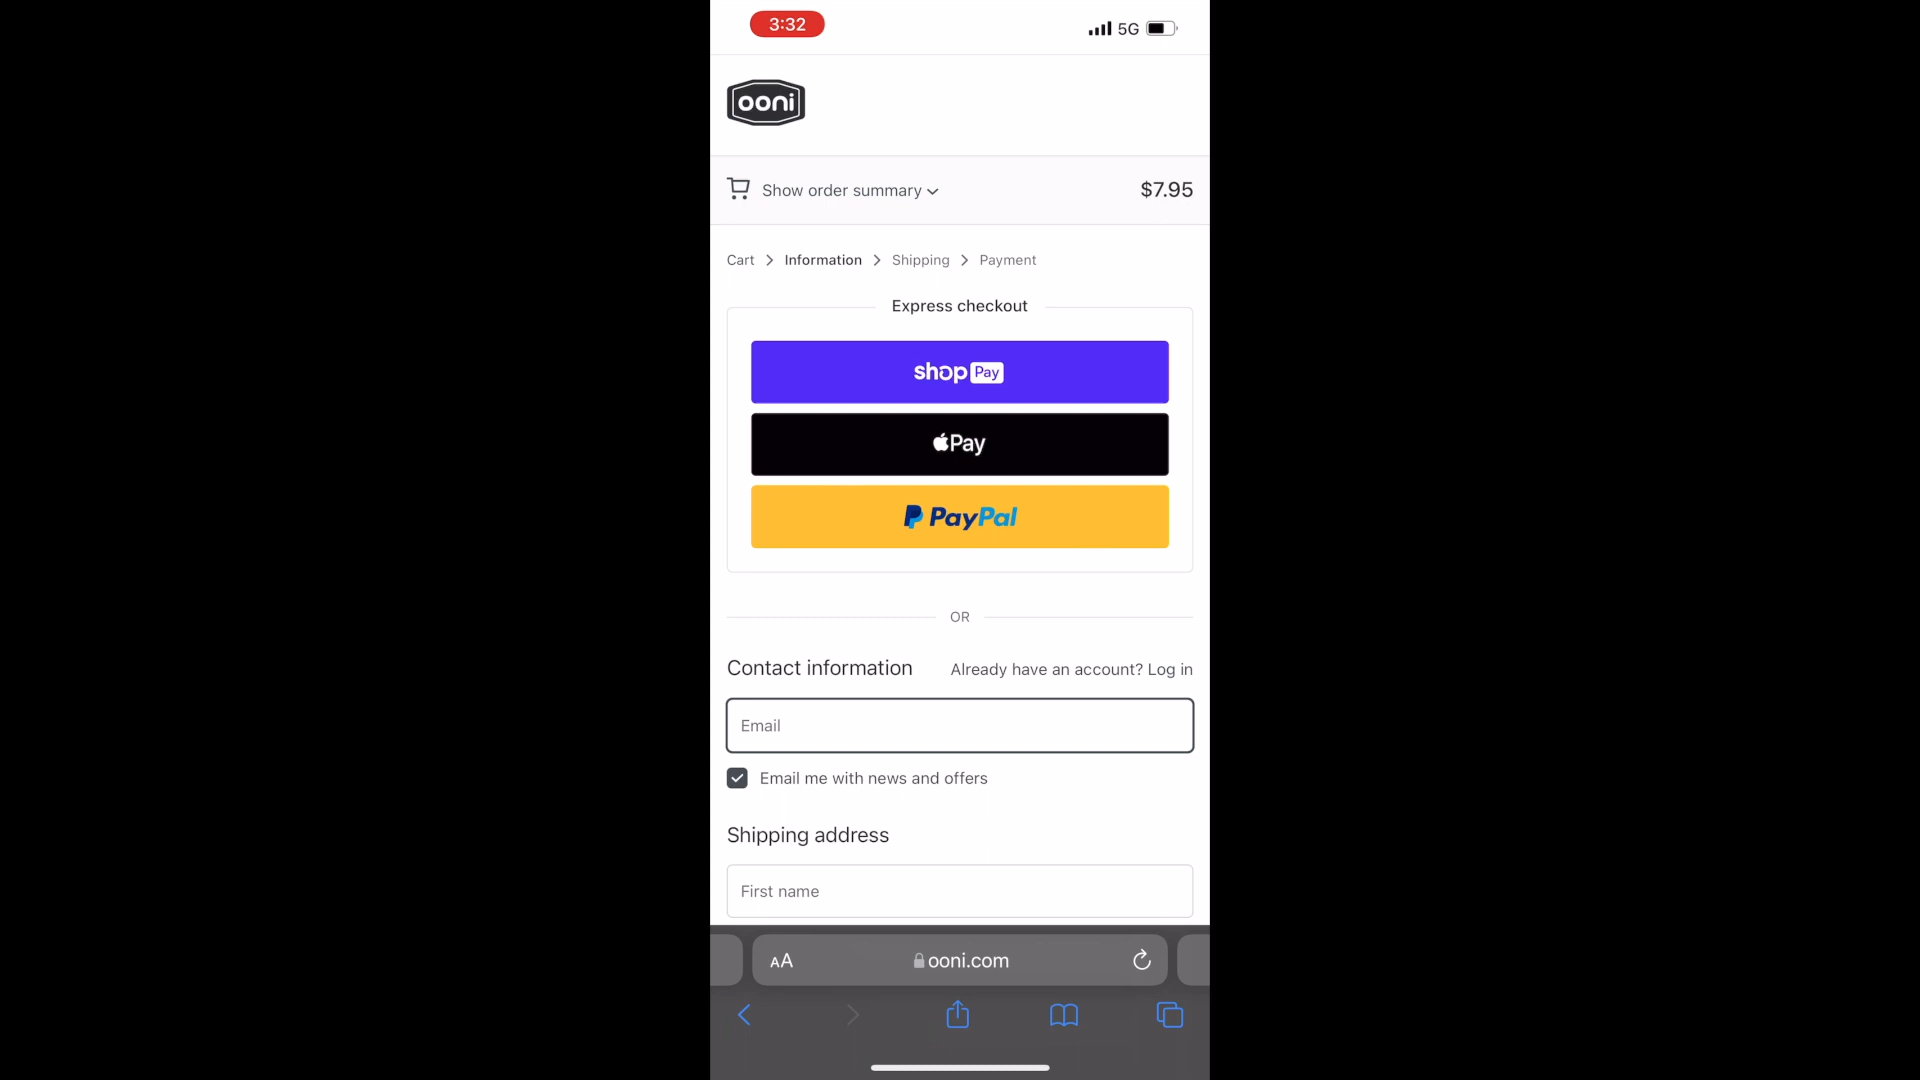 3:32
5G
ooni
Show order summary
$7.95
Cart > Information > Shipping > Payment
Express checkout
shop Pay
Pay
PayPal
OR
Contact information
Already have an account? Log in
Email
Email me with news and offers
Shipping address
First name
AA
ooni.com